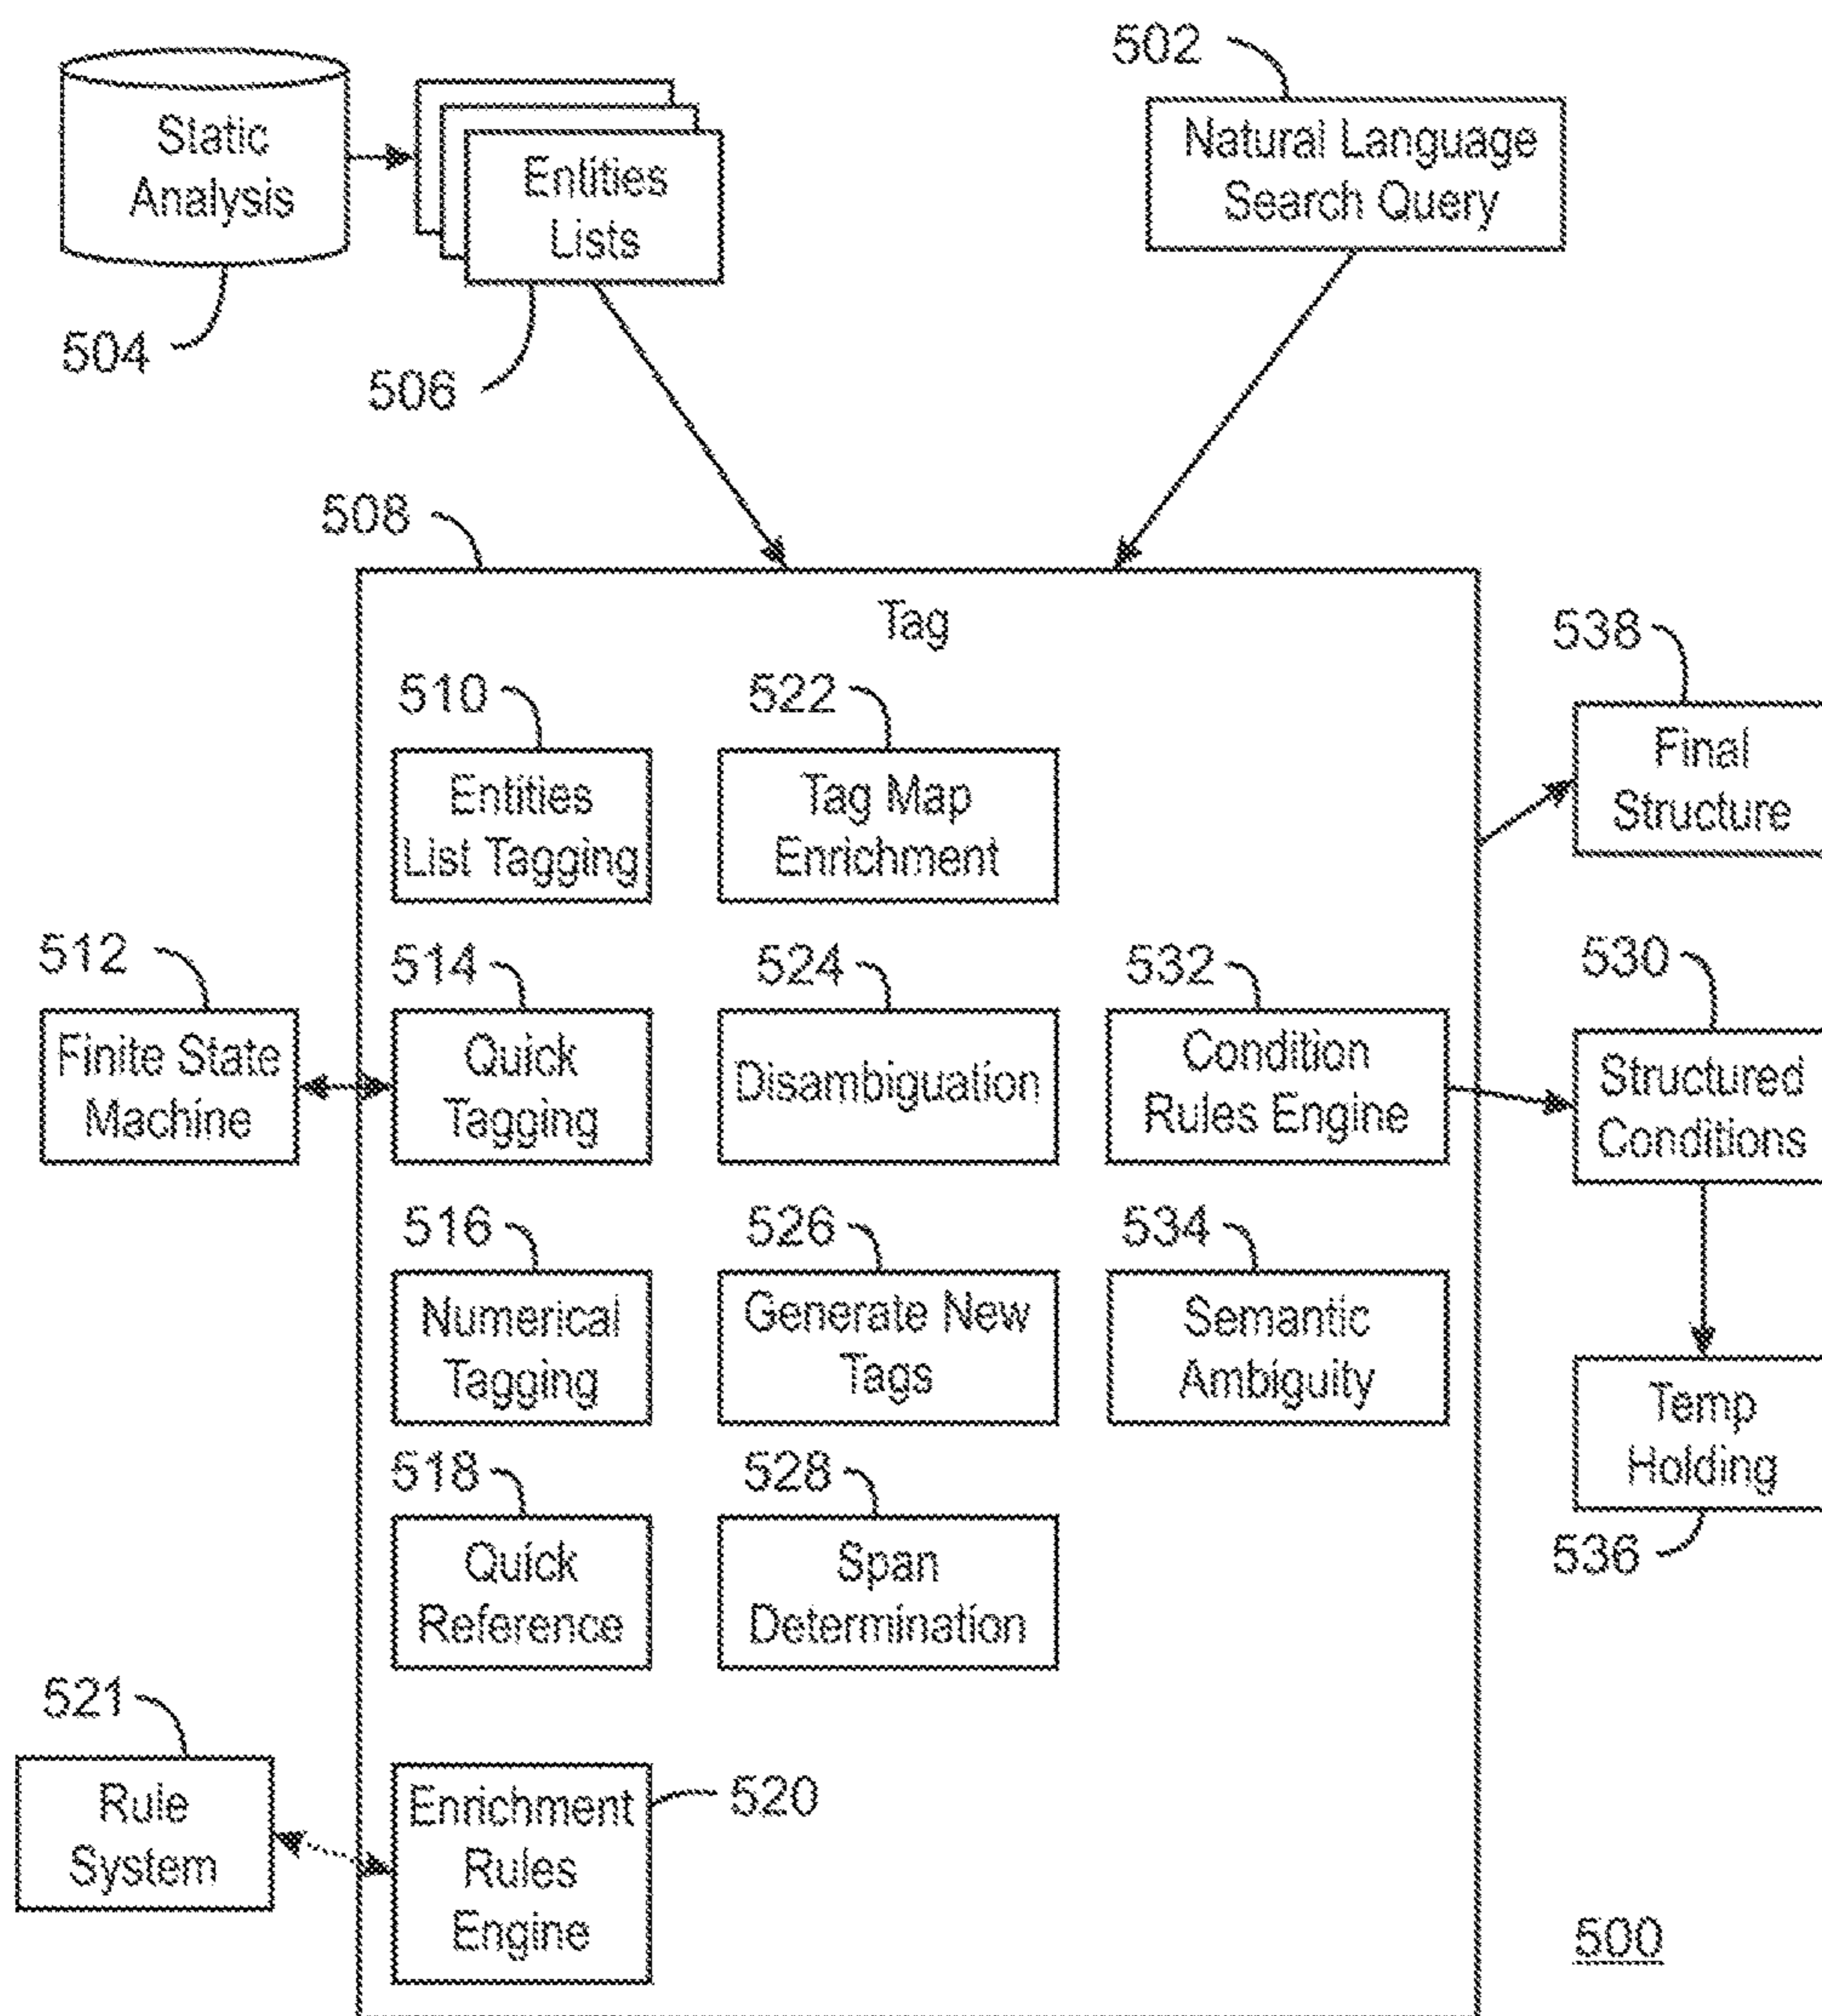 502
Static
Analysis
Entities
Lists
Natural Language
Search Query
504
506
508
Tag
538
510
522
Final
Structure
Entities
List Tagging
Tag Map
Enrichment
512
514
524
532
530
Finite State
Machine
Quick
Tagging
Disambiguation
Condition
Rules Engine
Structured
Conditions
516
526
534
Numerical
Tagging
Generate New
Tags
Semantic
Ambiguity
Temp
Holding
518
528
536
Quick
Reference
Span
Determination
521
Rule
System
Enrichment
Rules
Engine
520
500